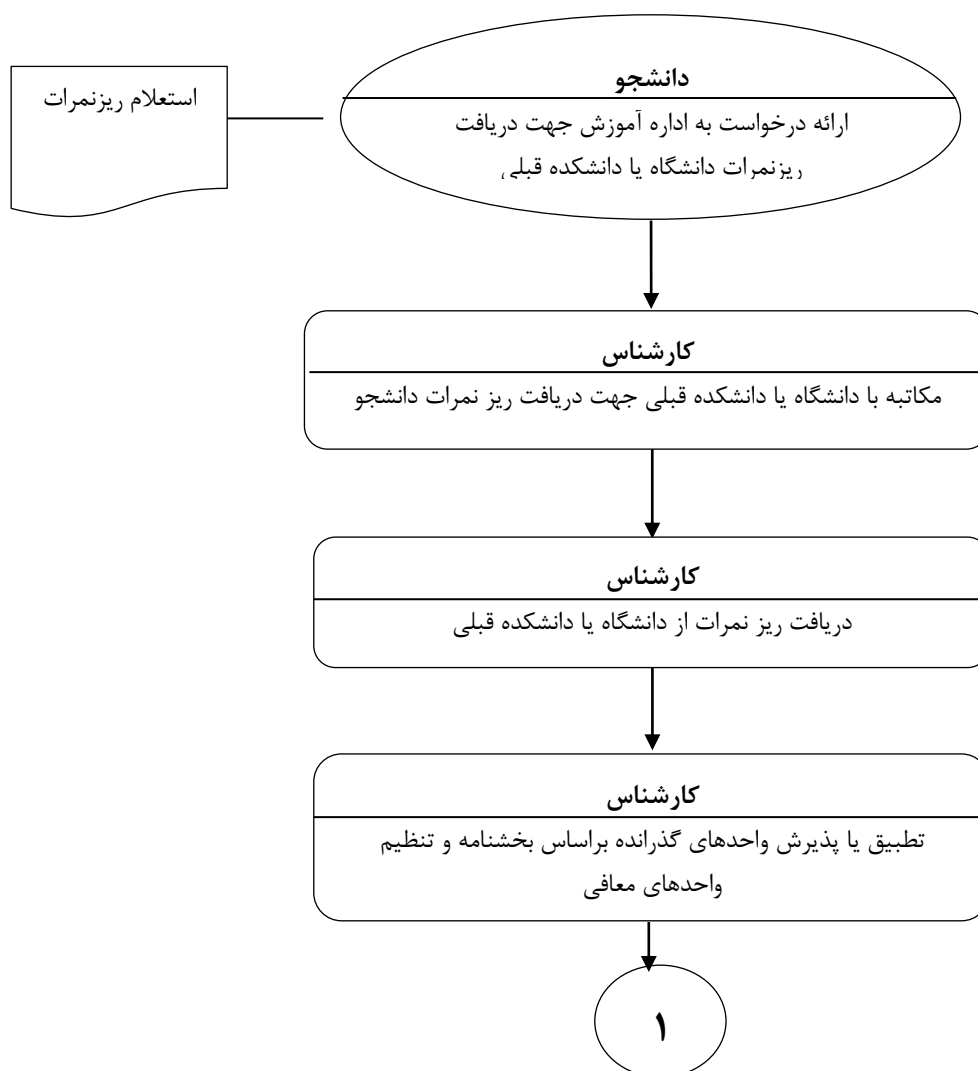 دانشجو
ارائه درخواست به اداره آموزش جهت دریافت
ریزنمرات دانشگاه یا دانشکده قبلی
استعلام ریزنمرات
کارشناس
مکاتبه با دانشگاه یا دانشکده قبلی جهت دریافت ریز نمرات دانشجو
کارشناس
دریافت ریز نمرات از دانشگاه یا دانشکده قبلی
کارشناس
تطبیق یا پذیرش واحدهای گذرانده براساس بخشنامه و تنظیم
واحدهای معافی
۱